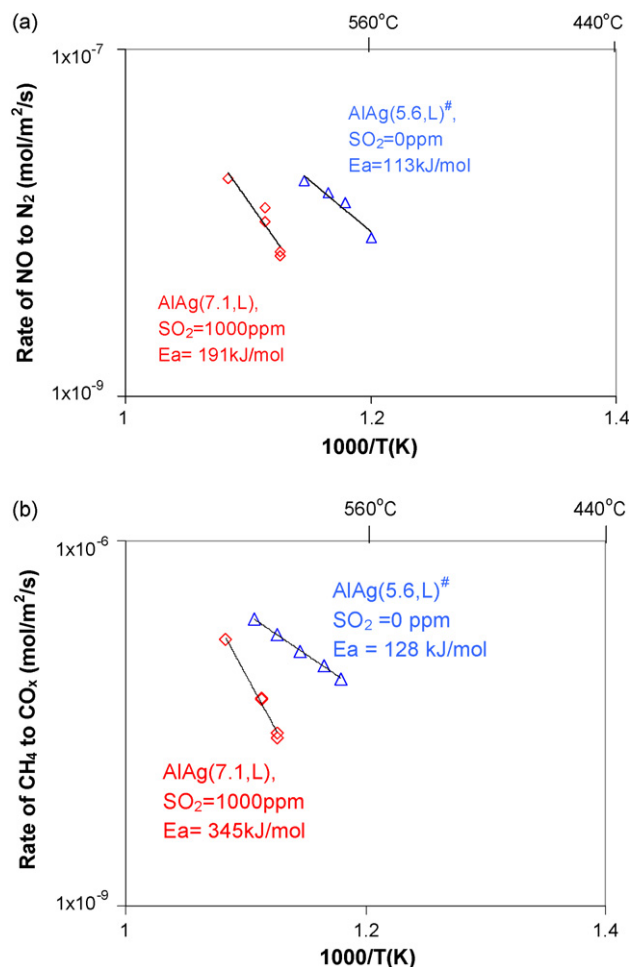 (a)
560°C 440°C
1x10⁻⁷
AlAg(5.6,L)#,
SO₂=0ppm
Ea=113kJ/mol
Rate of NO to N₂ (mol/m²/s)
AlAg(7.1,L),
SO₂=1000ppm
Ea= 191kJ/mol
1x10⁻⁹
1 1.2 1.4
1000/T(K)
(b)
560°C 440°C
1x10⁻⁶
AlAg(5.6,L)#
SO₂ =0 ppm
Ea = 128 kJ/mol
Rate of CH₄ to COₓ (mol/m²/s)
AlAg(7.1,L),
SO₂=1000ppm
Ea= 345kJ/mol
1x10⁻⁹
1 1.2 1.4
1000/T(K)